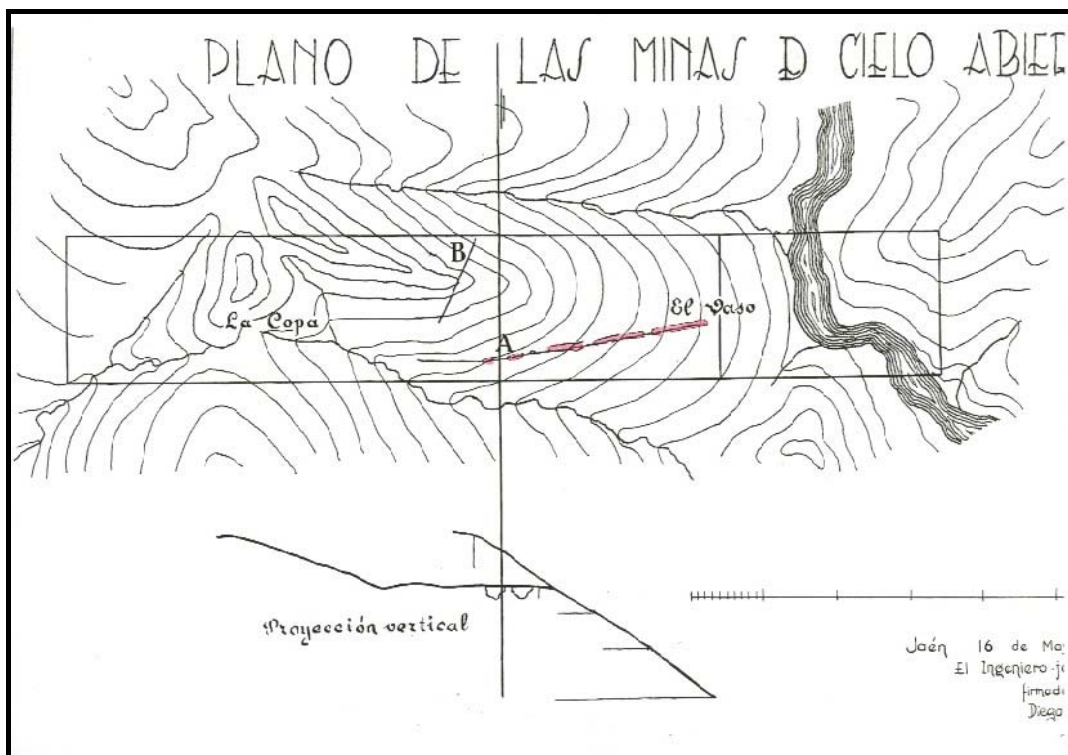 PLANO DE LAS MINAS D CIELO ABIE
B
El Vaso
La Copa
A
Proyección vertical
Jaén 16 de
El Ingeniero
Diego